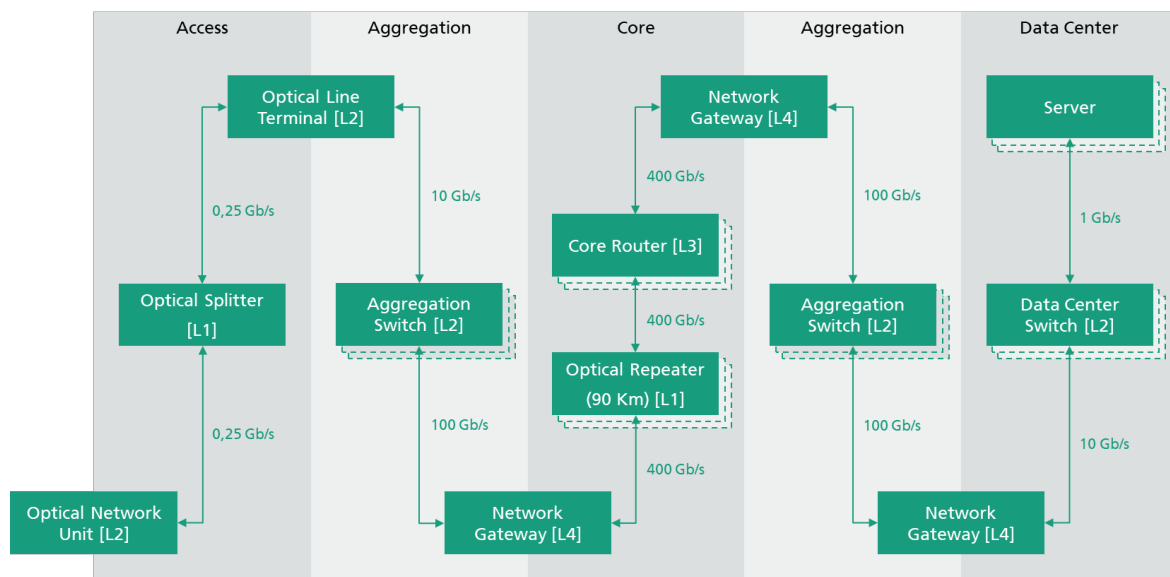 Access
Aggregation
Core
Aggregation
Data Center
Optical Line
Terminal [L2]
Network
Gateway [L4]
Server
0,25 Gb/s
10 Gb/s
400 Gb/s
100 Gb/s
1 Gb/s
Core Router [L3]
Optical Splitter
[L1]
Aggregation
Switch [L2]
400 Gb/s
Aggregation
Switch [L2]
Data Center
Switch [L2]
Optical Repeater
(90 Km) [L1]
0,25 Gb/s
100 Gb/s
400 Gb/s
100 Gb/s
10 Gb/s
Optical Network
Unit [L2]
Network
Gateway [L4]
Network
Gateway [L4]